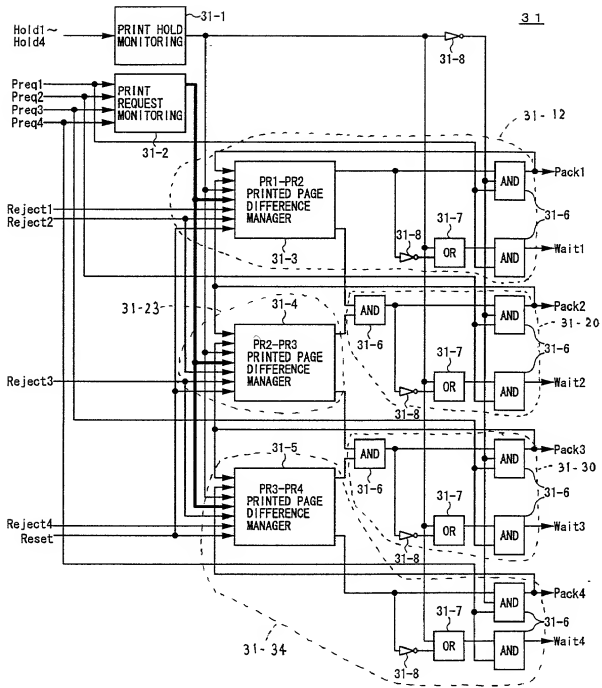 31
31-1
Hold1~
Hold4
PRINT HOLD
MONITORING
31-8
Preq1
Preq2
Preq3
Preq4
PRINT
REQUEST
MONITORING
31-2
31-12
PR1-PR2
PRINTED PAGE
DIFFERENCE
MANAGER
31-3
AND
Pack1
31-6
Reject1
Reject2
31-8
31-7
OR
AND
Wait1
31-23
31-4
PR2-PR3
PRINTED PAGE
DIFFERENCE
MANAGER
AND
31-6
AND
Pack2
31-20
31-6
Reject3
31-7
OR
31-8
AND
Wait2
31-5
PR3-PR4
PRINTED PAGE
DIFFERENCE
MANAGER
AND
31-6
AND
Pack3
31-30
31-6
Reject4
Reset
31-7
OR
31-8
AND
Wait3
31-34
AND
Pack4
31-6
31-7
OR
31-8
AND
Wait4